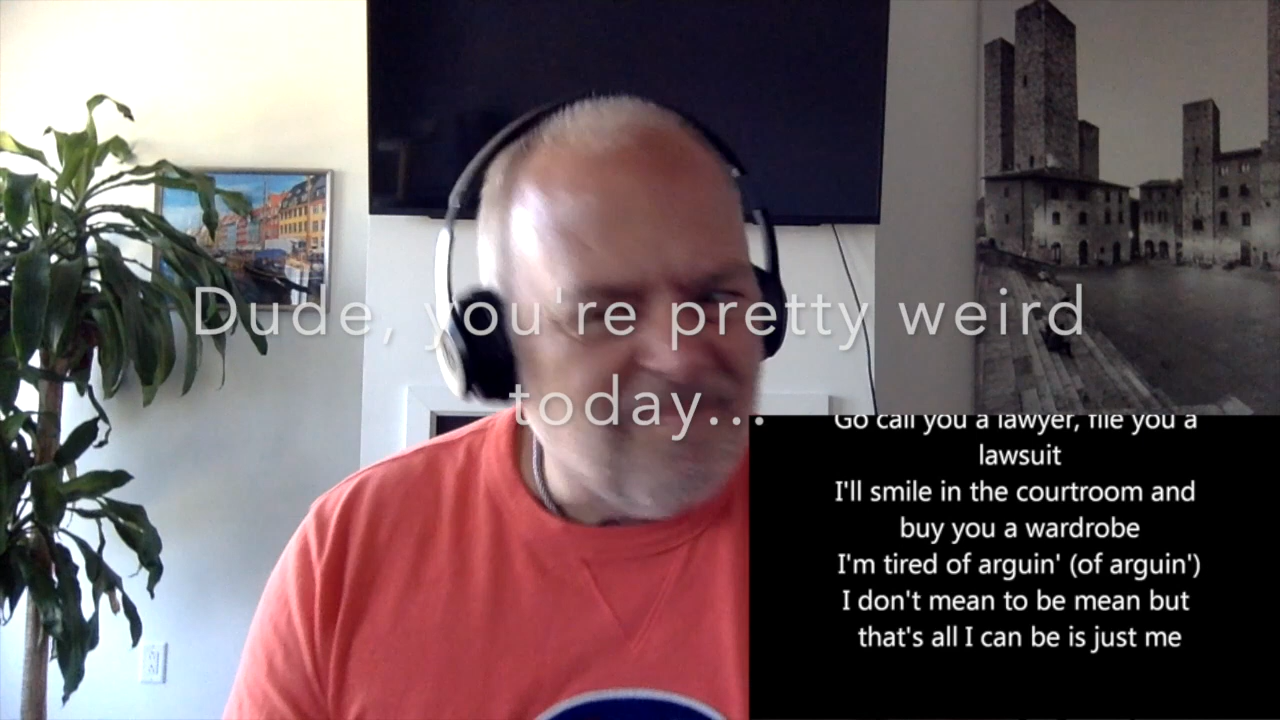 Dude, you're pretty weird
today...
Go call you a lawyer, file you a
lawsuit
I'll smile in the courtroom and
buy you a wardrobe
I'm tired of arguin' (of arguin')
I don't mean to be mean but
that's all I can be is just me